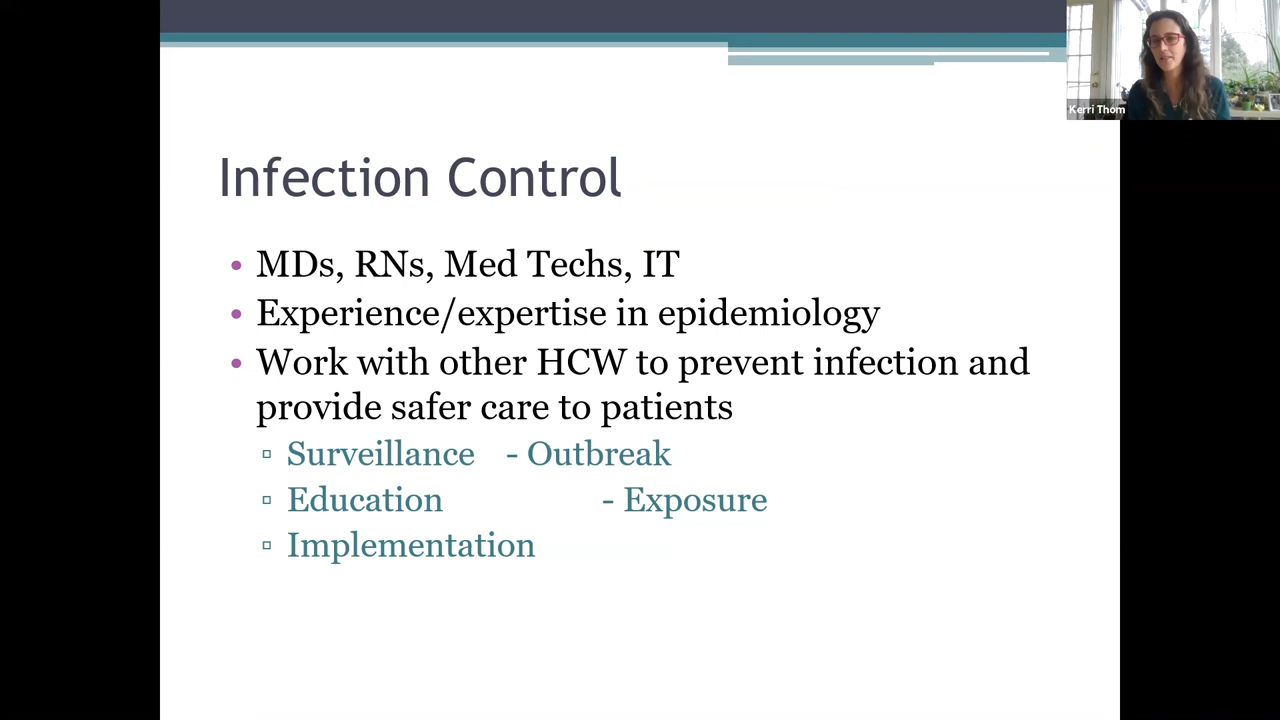 Kerri Thom
Infection Control
• MDs, RNs, Med Techs, IT
• Experience/expertise in epidemiology
• Work with other HCW to prevent infection and
provide safer care to patients
▫ Surveillance - Outbreak
▫ Education - Exposure
▫ Implementation